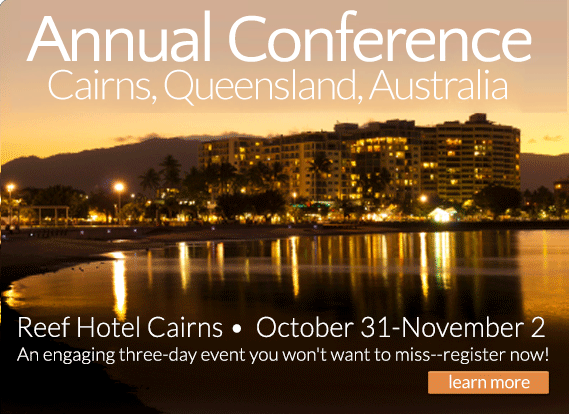 Annual Conference
Cairns, Queensland, Australia
Reef Hotel Cairns • October 31-November 2
An engaging three-day event you won't want to miss--register now!
learn more